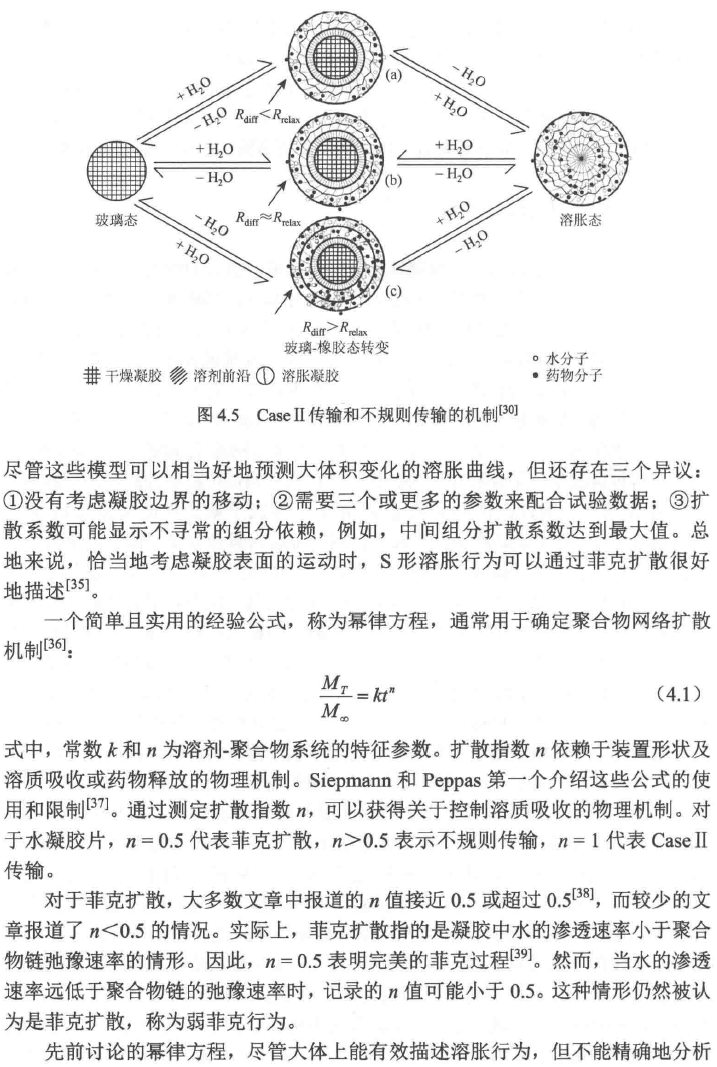 (a)
+H₂O
−H₂O
−H₂O
+H₂O
R_diff<R_relax
+H₂O
−H₂O
(b)
+H₂O
−H₂O
玻璃态
溶胀态
−H₂O
+H₂O
R_diff≈R_relax
+H₂O
−H₂O
(c)
R_diff>R_relax
玻璃-橡胶态转变
干燥凝胶 溶剂前沿 溶胀凝胶
水分子
药物分子
图 4.5 CaseⅡ传输和不规则传输的机制[30]
尽管这些模型可以相当好地预测大体积变化的溶胀曲线，但还存在三个异议：
①没有考虑凝胶边界的移动；②需要三个或更多的参数来配合试验数据；③扩
散系数可能显示不寻常的组分依赖，例如，中间组分扩散系数达到最大值。总
地来说，恰当地考虑凝胶表面的运动时，S 形溶胀行为可以通过菲克扩散很好
地描述[35]。
一个简单且实用的经验公式，称为幂律方程，通常用于确定聚合物网络扩散
机制[36]：
M_T/M_∞ = ktⁿ （4.1）
式中，常数 k 和 n 为溶剂-聚合物系统的特征参数。扩散指数 n 依赖于装置形状及
溶质吸收或药物释放的物理机制。Siepmann 和 Peppas 第一个介绍这些公式的使
用和限制[37]。通过测定扩散指数 n，可以获得关于控制溶质吸收的物理机制。对
于水凝胶片，n = 0.5 代表菲克扩散，n>0.5 表示不规则传输，n = 1 代表 CaseⅡ
传输。
对于菲克扩散，大多数文章中报道的 n 值接近 0.5 或超过 0.5[38]，而较少的文
章报道了 n<0.5 的情况。实际上，菲克扩散指的是凝胶中水的渗透速率小于聚合
物链弛豫速率的情形。因此，n = 0.5 表明完美的菲克过程[39]。然而，当水的渗透
速率远低于聚合物链的弛豫速率时，记录的 n 值可能小于 0.5。这种情形仍然被认
为是菲克扩散，称为弱菲克行为。
先前讨论的幂律方程，尽管大体上能有效描述溶胀行为，但不能精确地分析